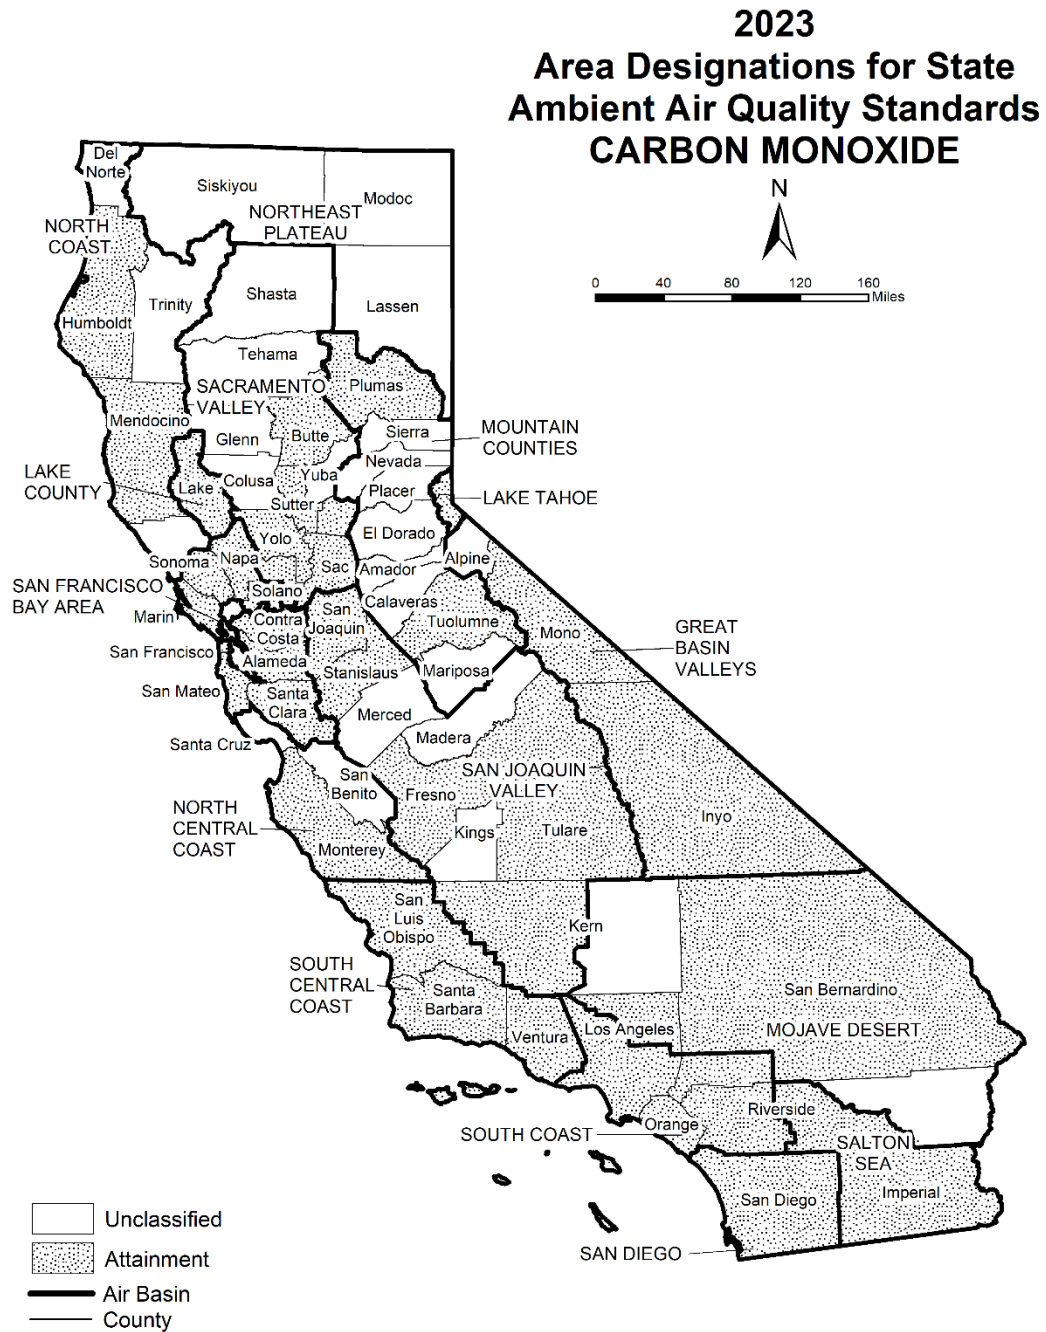 2023
Area Designations for State
Ambient Air Quality Standards
CARBON MONOXIDE
N
0 40 80 120 160
Miles
Del
Norte
Siskiyou
Modoc
NORTHEAST
PLATEAU
NORTH
COAST
Trinity
Shasta
Lassen
Humboldt
Tehama
Plumas
SACRAMENTO
VALLEY
Mendocino
Glenn
Butte
Sierra
MOUNTAIN
COUNTIES
Nevada
LAKE
COUNTY
Lake
Colusa
Yuba
Placer
LAKE TAHOE
Sutter
El Dorado
Yolo
Sonoma
Napa
Sac
Amador
Alpine
SAN FRANCISCO
BAY AREA
Solano
Marin
Contra
Costa
San
Joaquin
Calaveras
Tuolumne
Mono
GREAT
BASIN
VALLEYS
San Francisco
Alameda
Stanislaus
Mariposa
San Mateo
Santa
Clara
Merced
Santa Cruz
Madera
San
Benito
Fresno
SAN JOAQUIN
VALLEY
NORTH
CENTRAL
COAST
Monterey
Kings
Tulare
Inyo
San
Luis
Obispo
Kern
SOUTH
CENTRAL
COAST
Santa
Barbara
San Bernardino
Ventura
Los Angeles
MOJAVE DESERT
Orange
Riverside
SOUTH COAST
SALTON
SEA
San Diego
Imperial
SAN DIEGO
Unclassified
Attainment
Air Basin
County